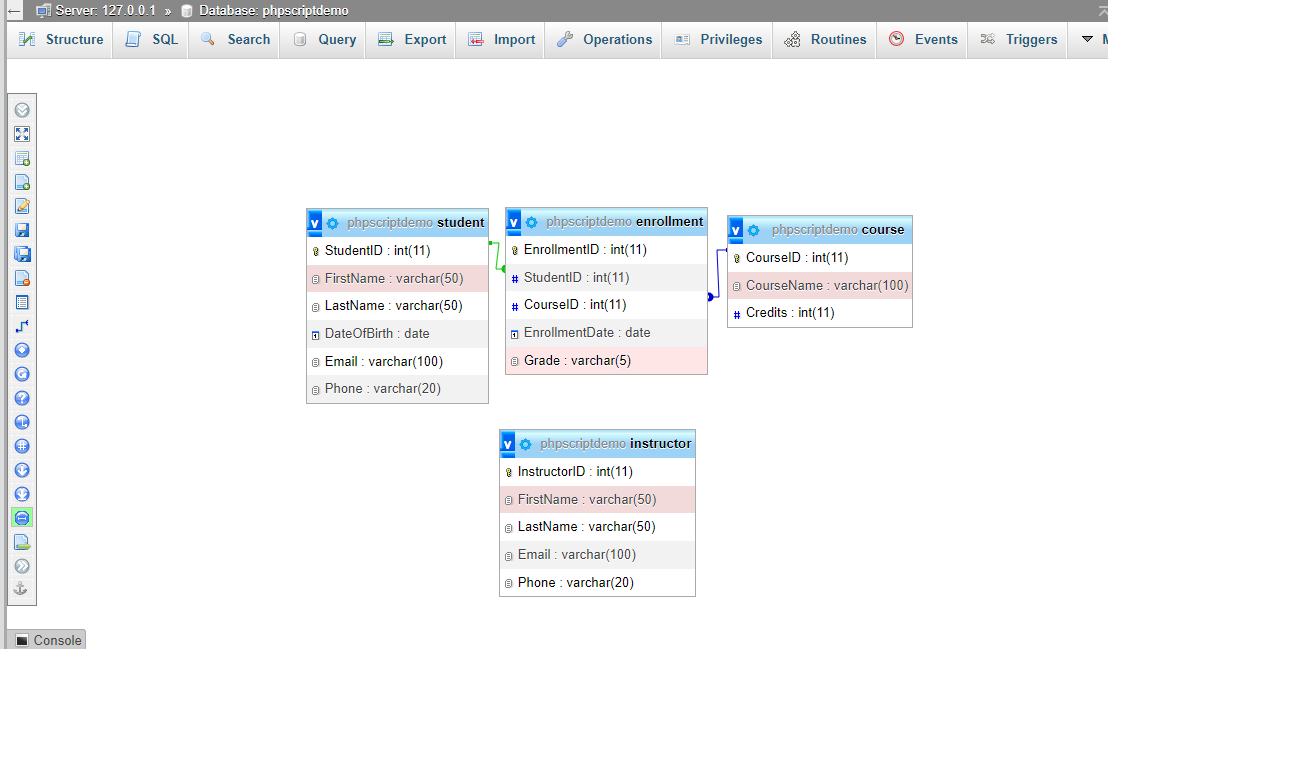 Server: 127.0.0.1 » Database: phpscriptdemo
Structure SQL Search Query Export Import Operations Privileges Routines Events Triggers M
phpscriptdemo student
StudentID : int(11)
FirstName : varchar(50)
LastName : varchar(50)
DateOfBirth : date
Email : varchar(100)
Phone : varchar(20)
phpscriptdemo enrollment
EnrollmentID : int(11)
StudentID : int(11)
CourseID : int(11)
EnrollmentDate : date
Grade : varchar(5)
phpscriptdemo course
CourseID : int(11)
CourseName : varchar(100)
Credits : int(11)
phpscriptdemo instructor
InstructorID : int(11)
FirstName : varchar(50)
LastName : varchar(50)
Email : varchar(100)
Phone : varchar(20)
Console